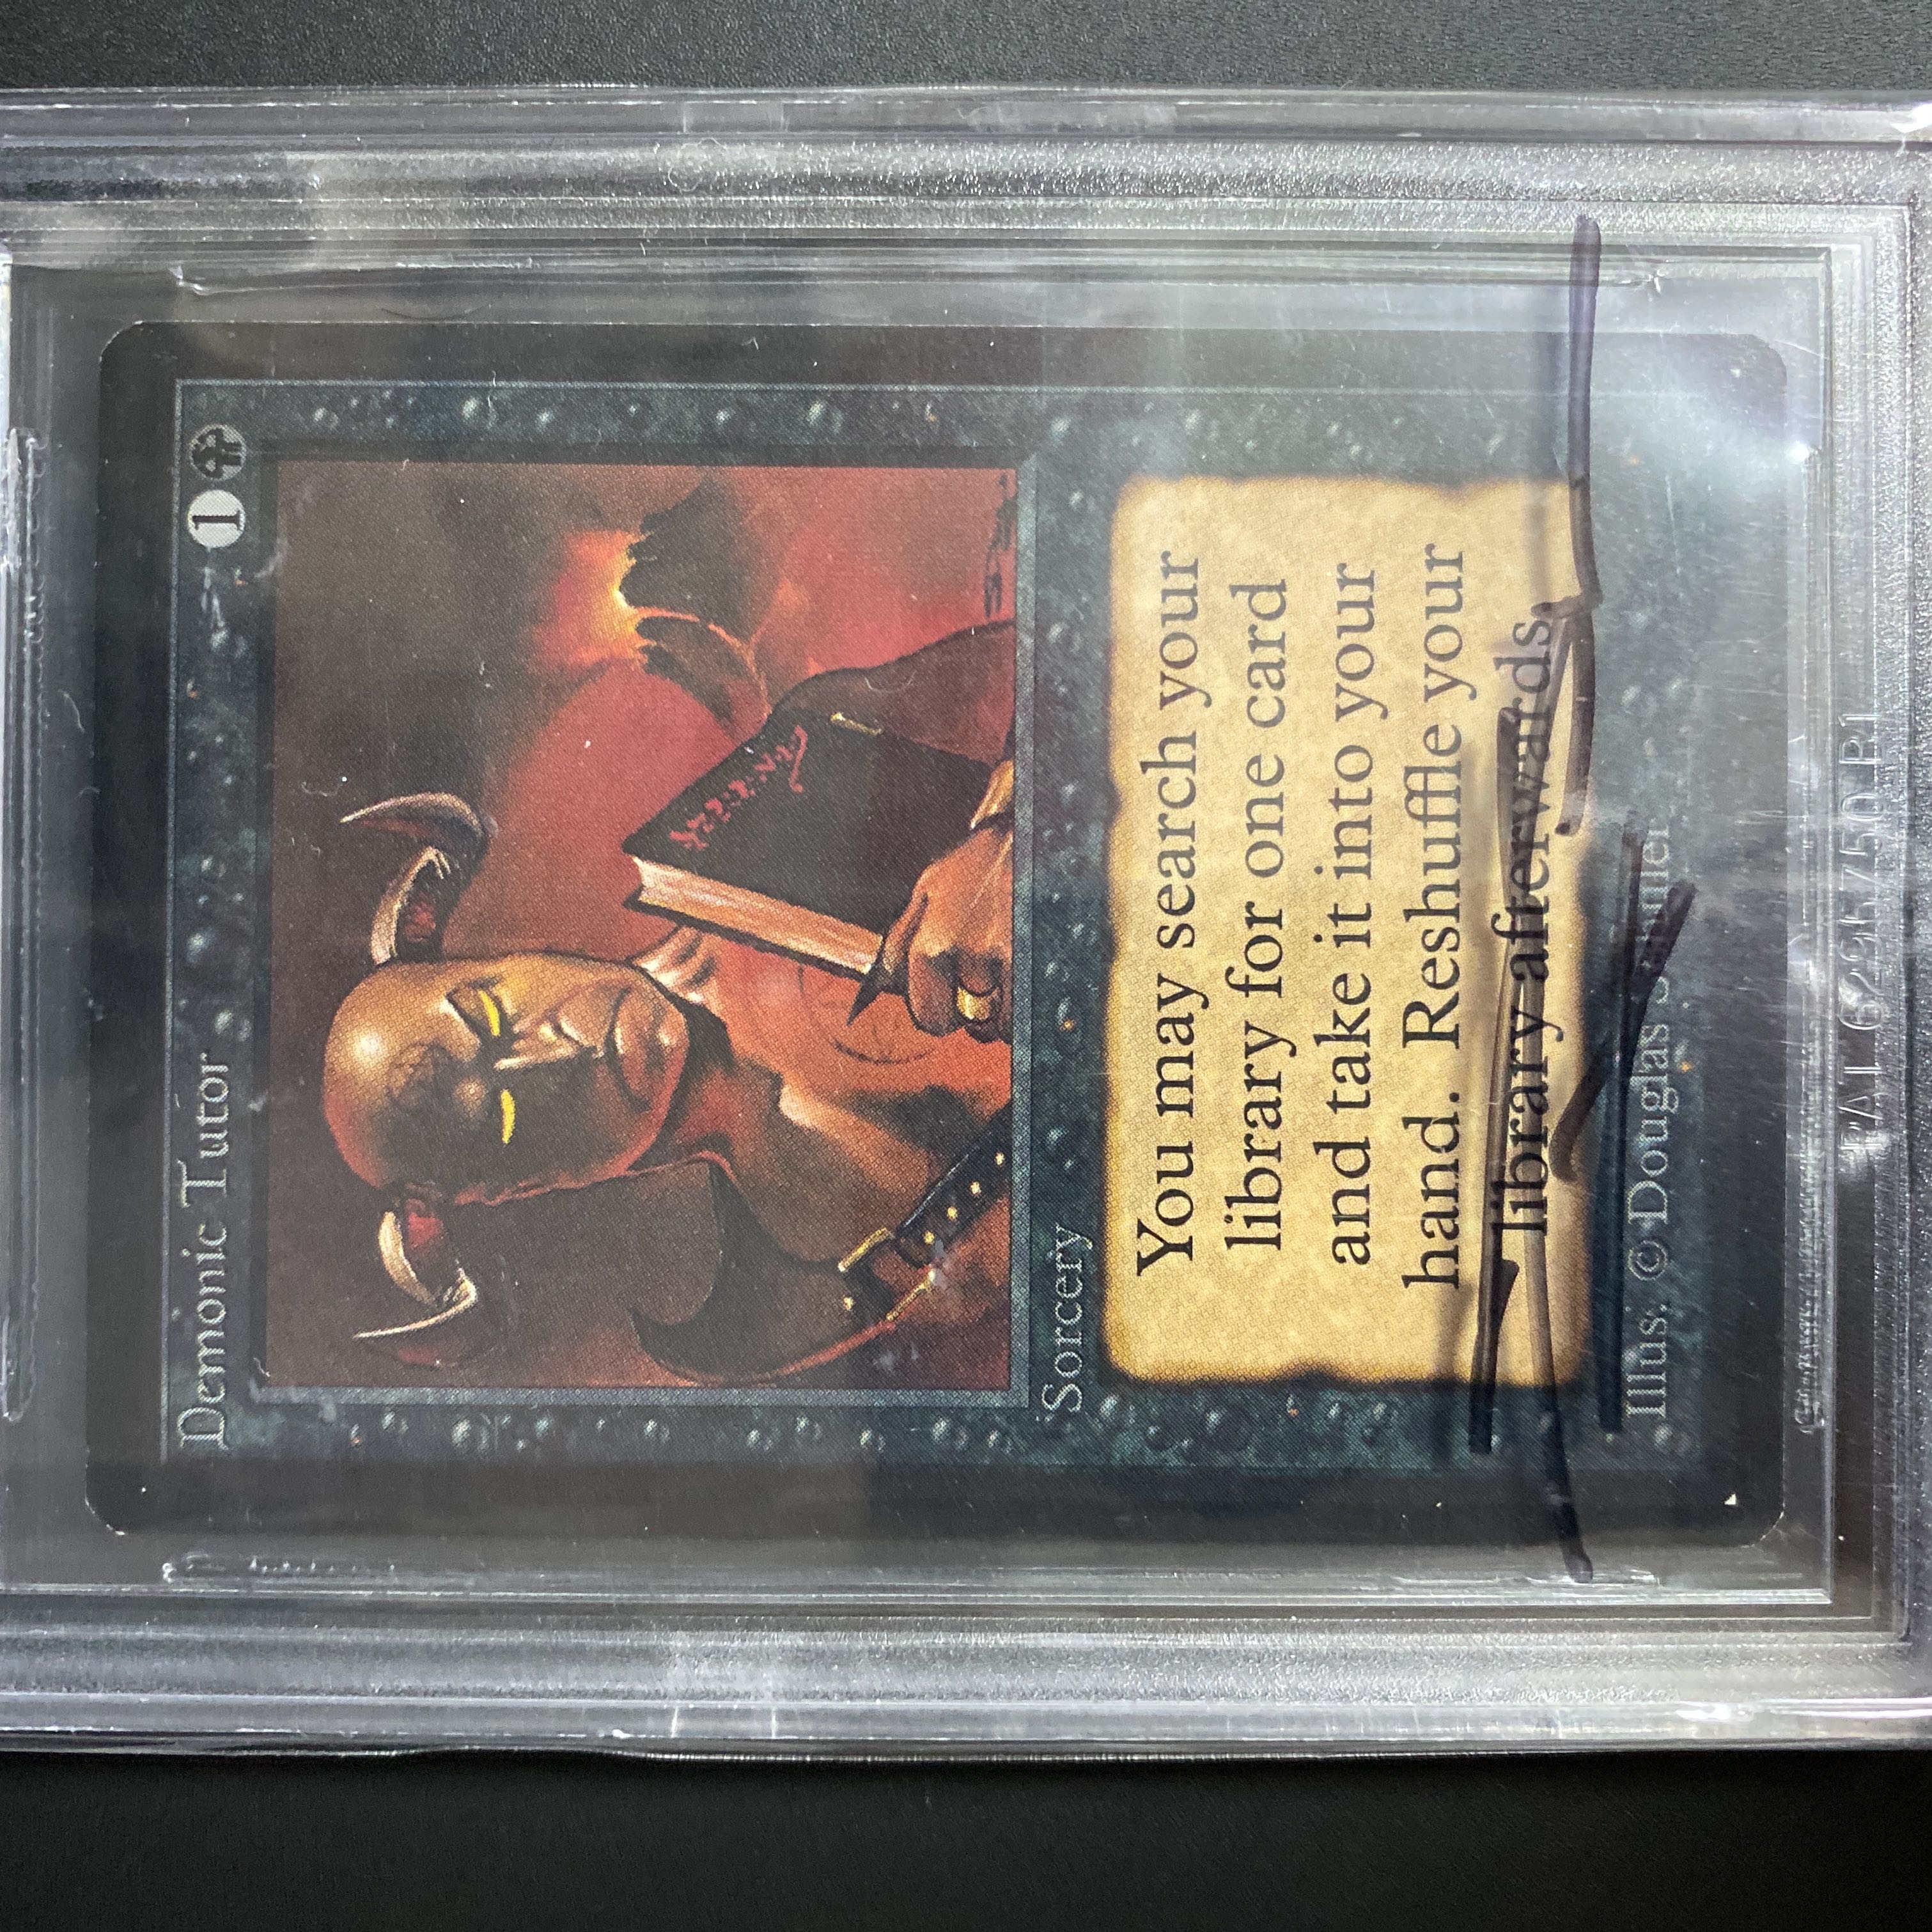 Demonic Tutor
1
Sorcery
You may search your
library for one card
and take it into your
hand. Reshuffle your
library afterwards.
Illus. © Douglas